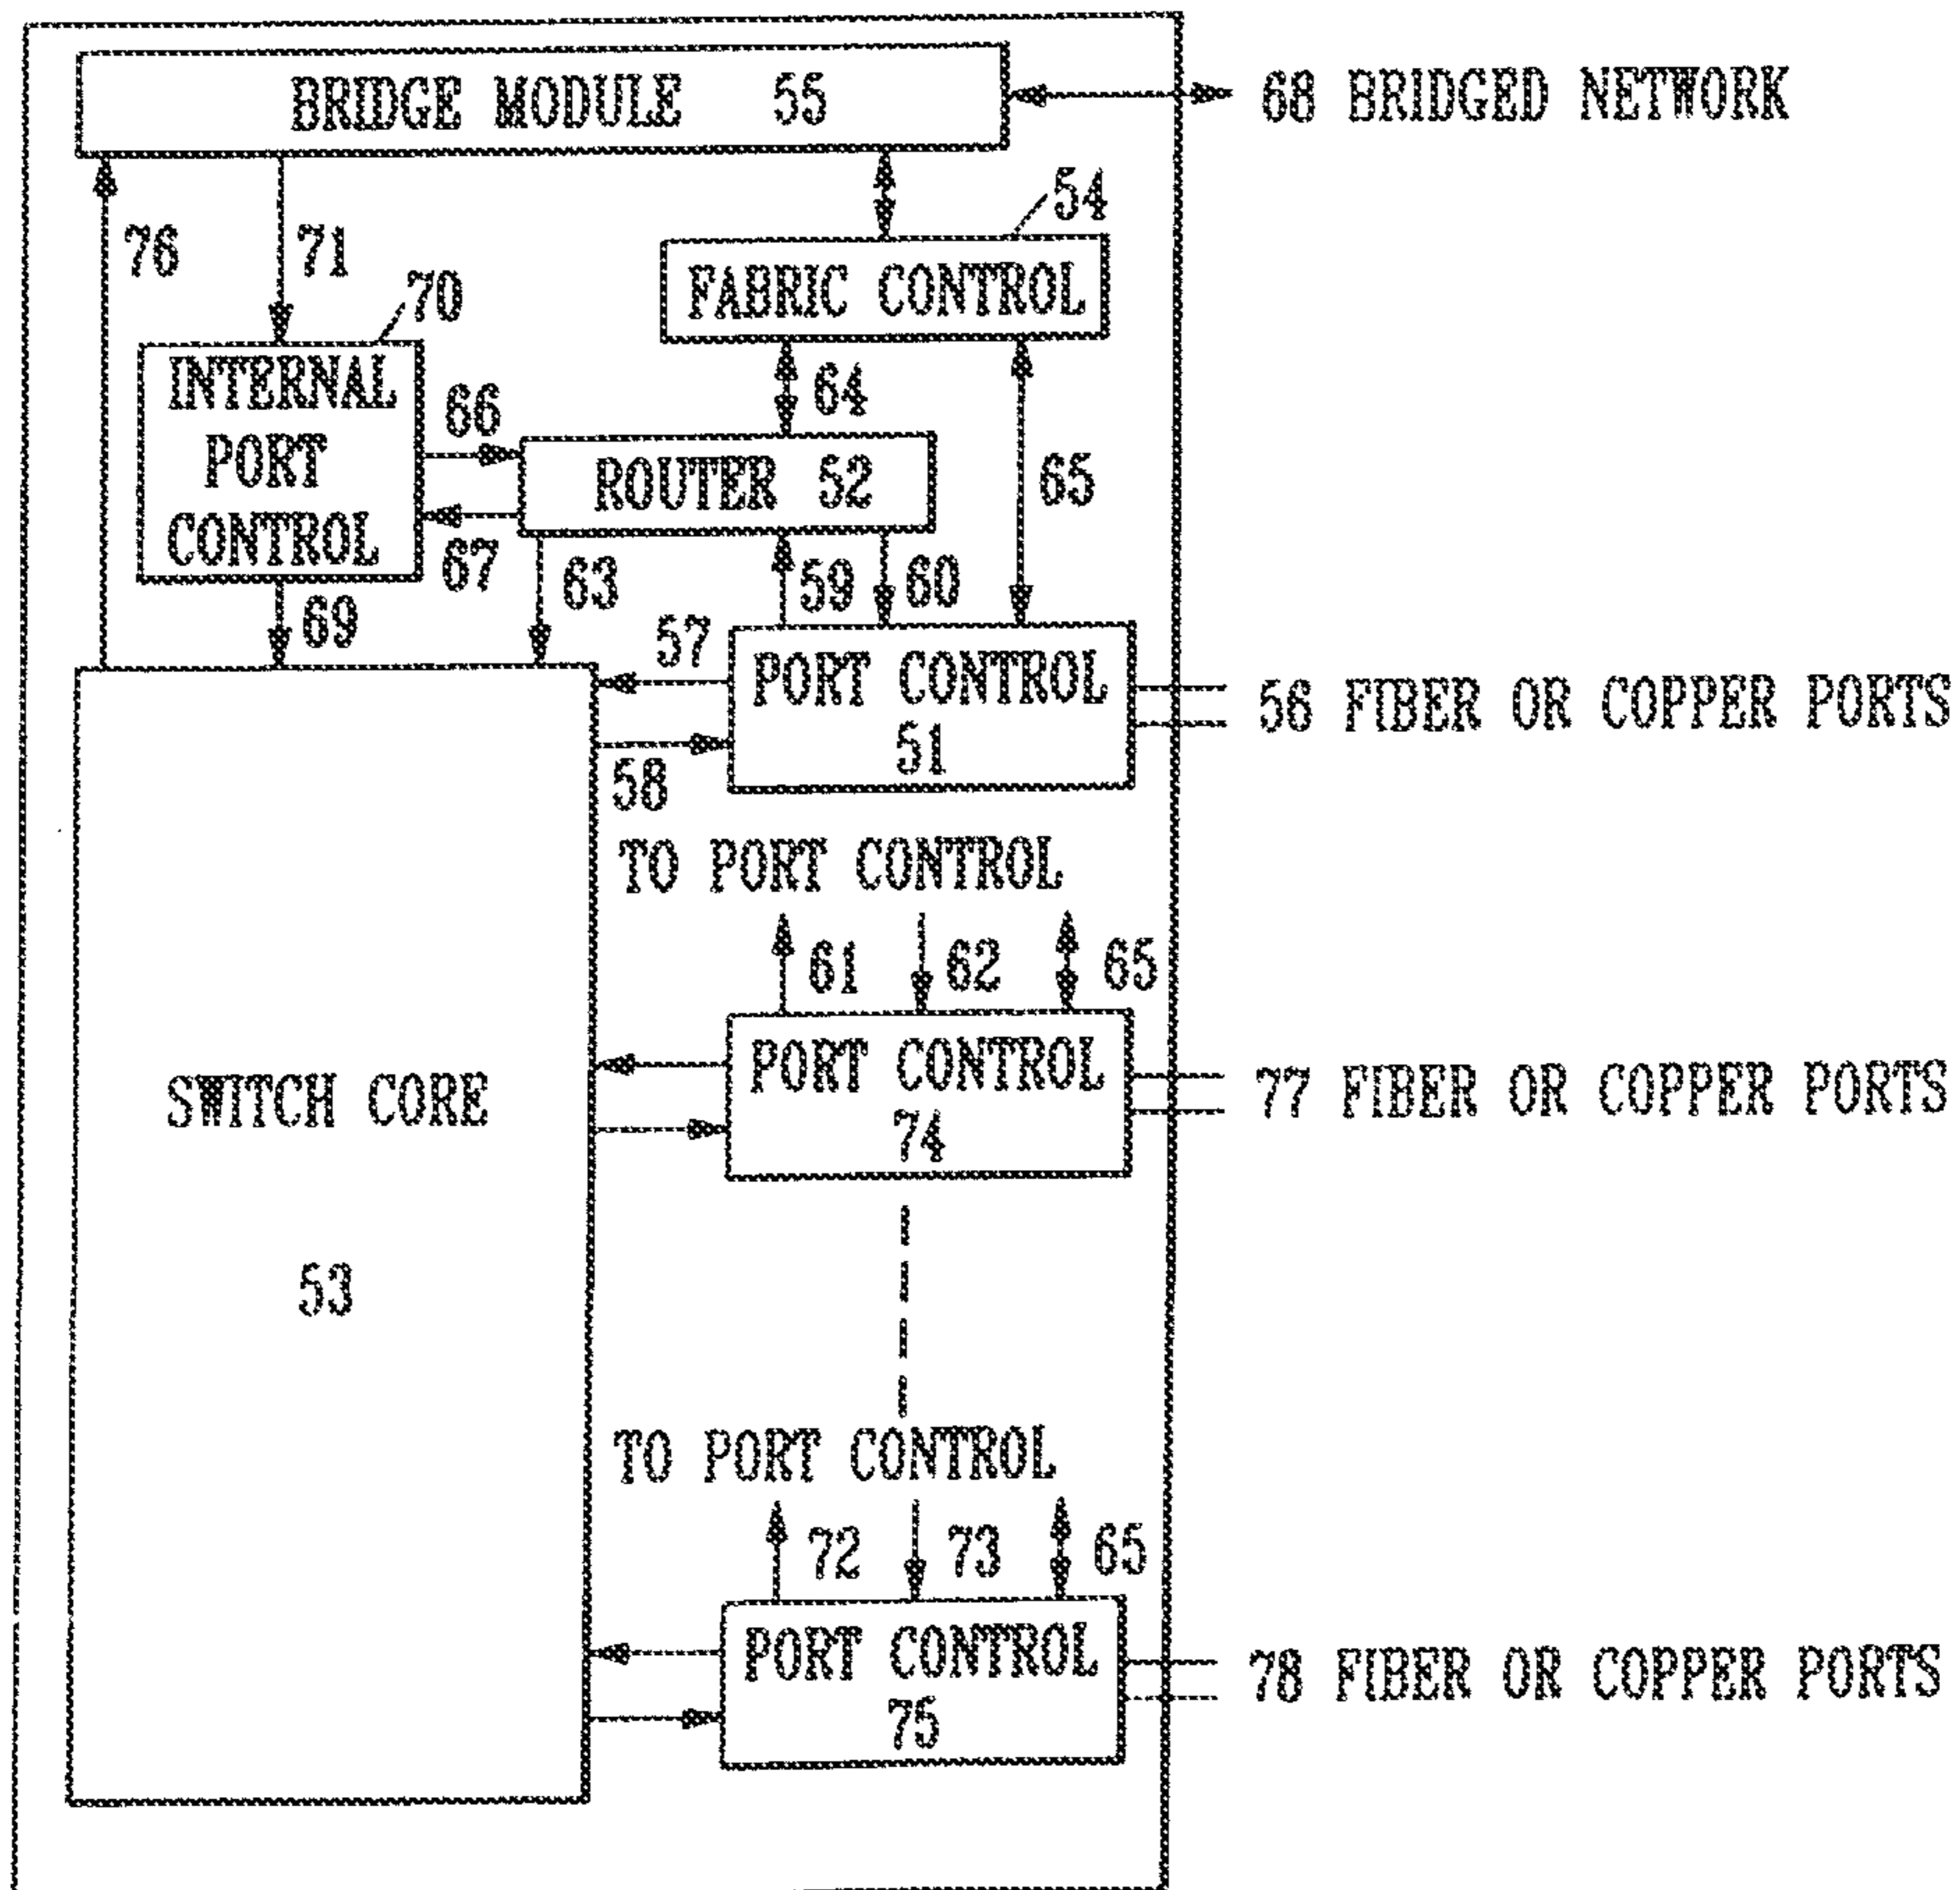 BRIDGE MODULE 55
68 BRIDGED NETWORK
54
76
71
FABRIC CONTROL
70
INTERNAL
PORT
CONTROL
66
64
ROUTER 52
65
67
63
59
60
69
57
PORT CONTROL
51
56 FIBER OR COPPER PORTS
58
TO PORT CONTROL
61
62
65
PORT CONTROL
74
77 FIBER OR COPPER PORTS
SWITCH CORE
53
TO PORT CONTROL
72
73
65
PORT CONTROL
75
78 FIBER OR COPPER PORTS